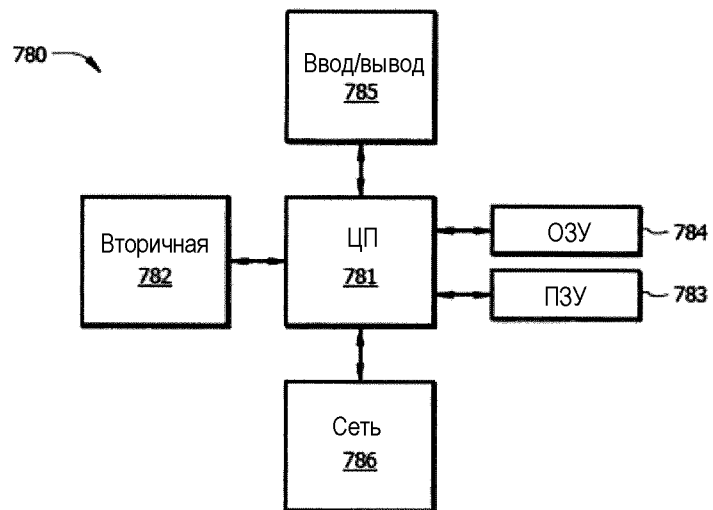 780
Ввод/вывод
785
Вторичная
782
ЦП
781
ОЗУ
784
ПЗУ
783
Сеть
786